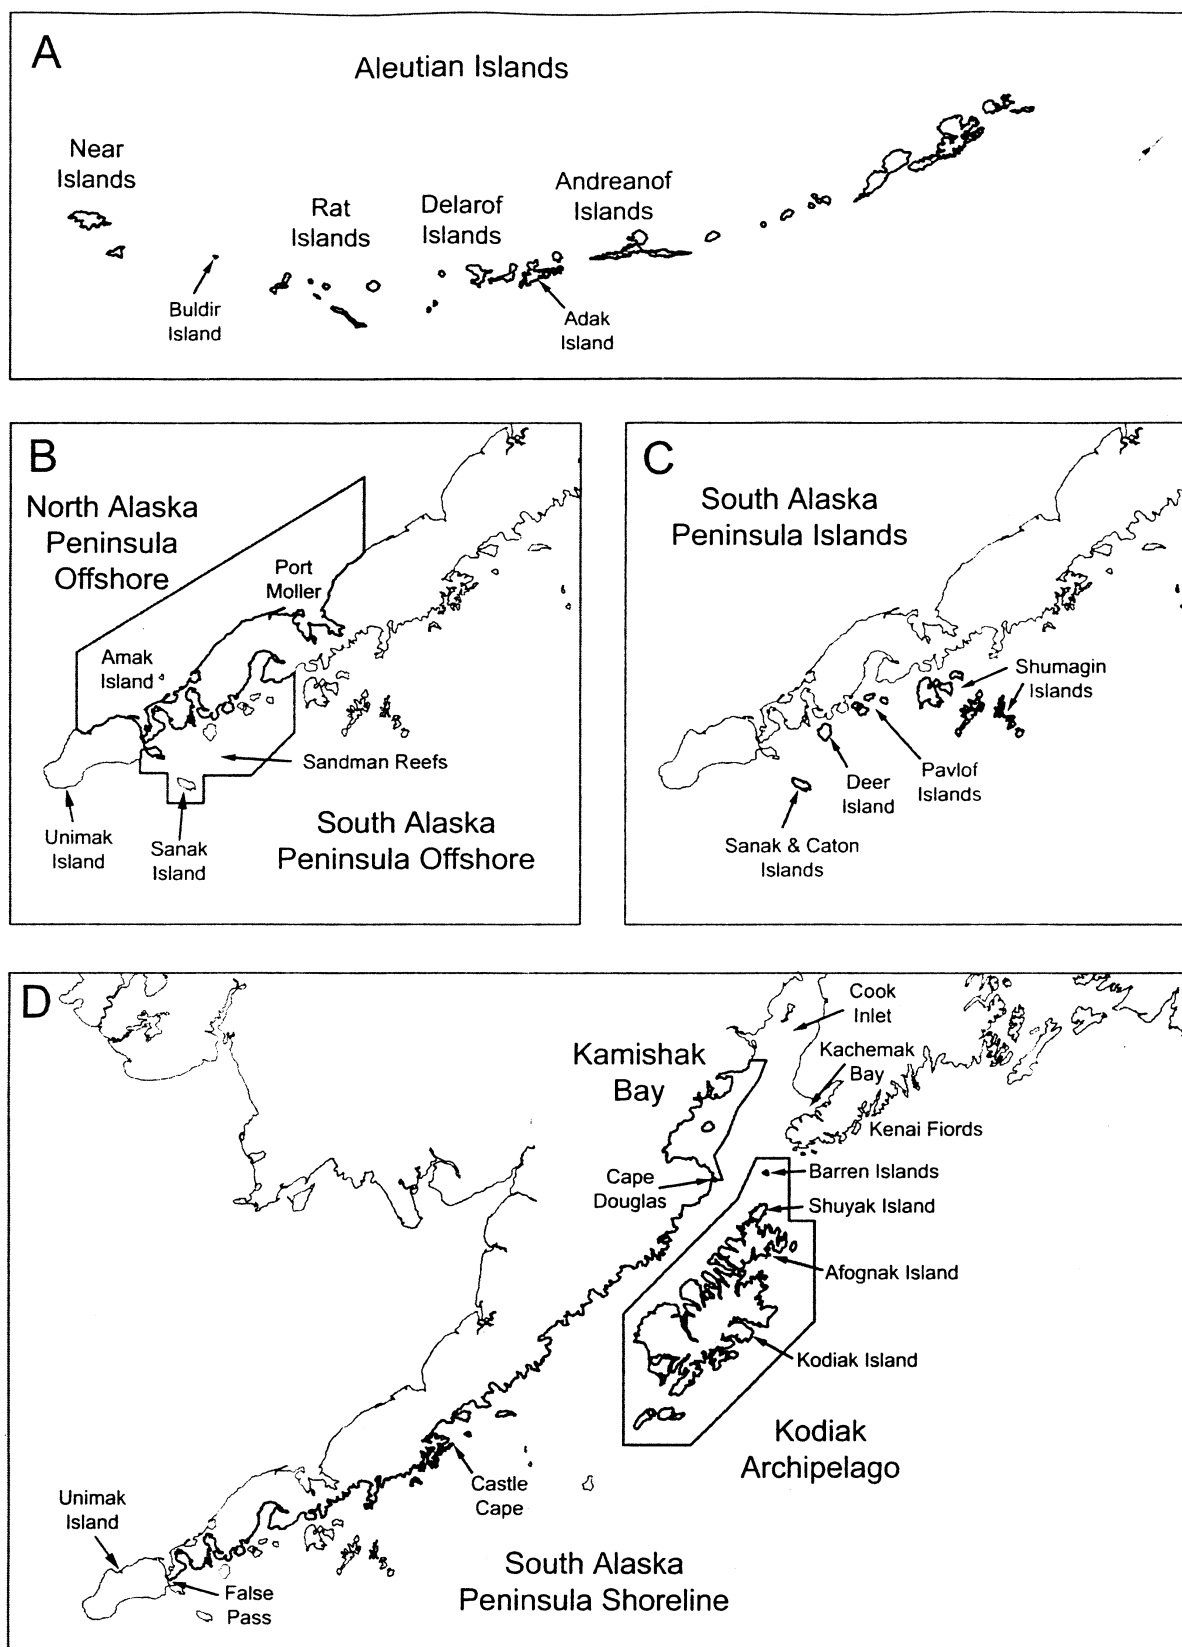 A
Aleutian Islands
Near
Islands
Rat
Islands
Delarof
Islands
Andreanof
Islands
Buldir
Island
Adak
Island
B
North Alaska
Peninsula
Offshore
Port
Moller
Amak
Island
Sandman Reefs
Unimak
Island
Sanak
Island
South Alaska
Peninsula Offshore
C
South Alaska
Peninsula Islands
Shumagin
Islands
Pavlof
Islands
Deer
Island
Sanak & Caton
Islands
D
Cook
Inlet
Kamishak
Bay
Kachemak
Bay
Kenai Fiords
Cape
Douglas
Barren Islands
Shuyak Island
Afognak Island
Kodiak Island
Kodiak
Archipelago
Castle
Cape
Unimak
Island
False
Pass
South Alaska
Peninsula Shoreline